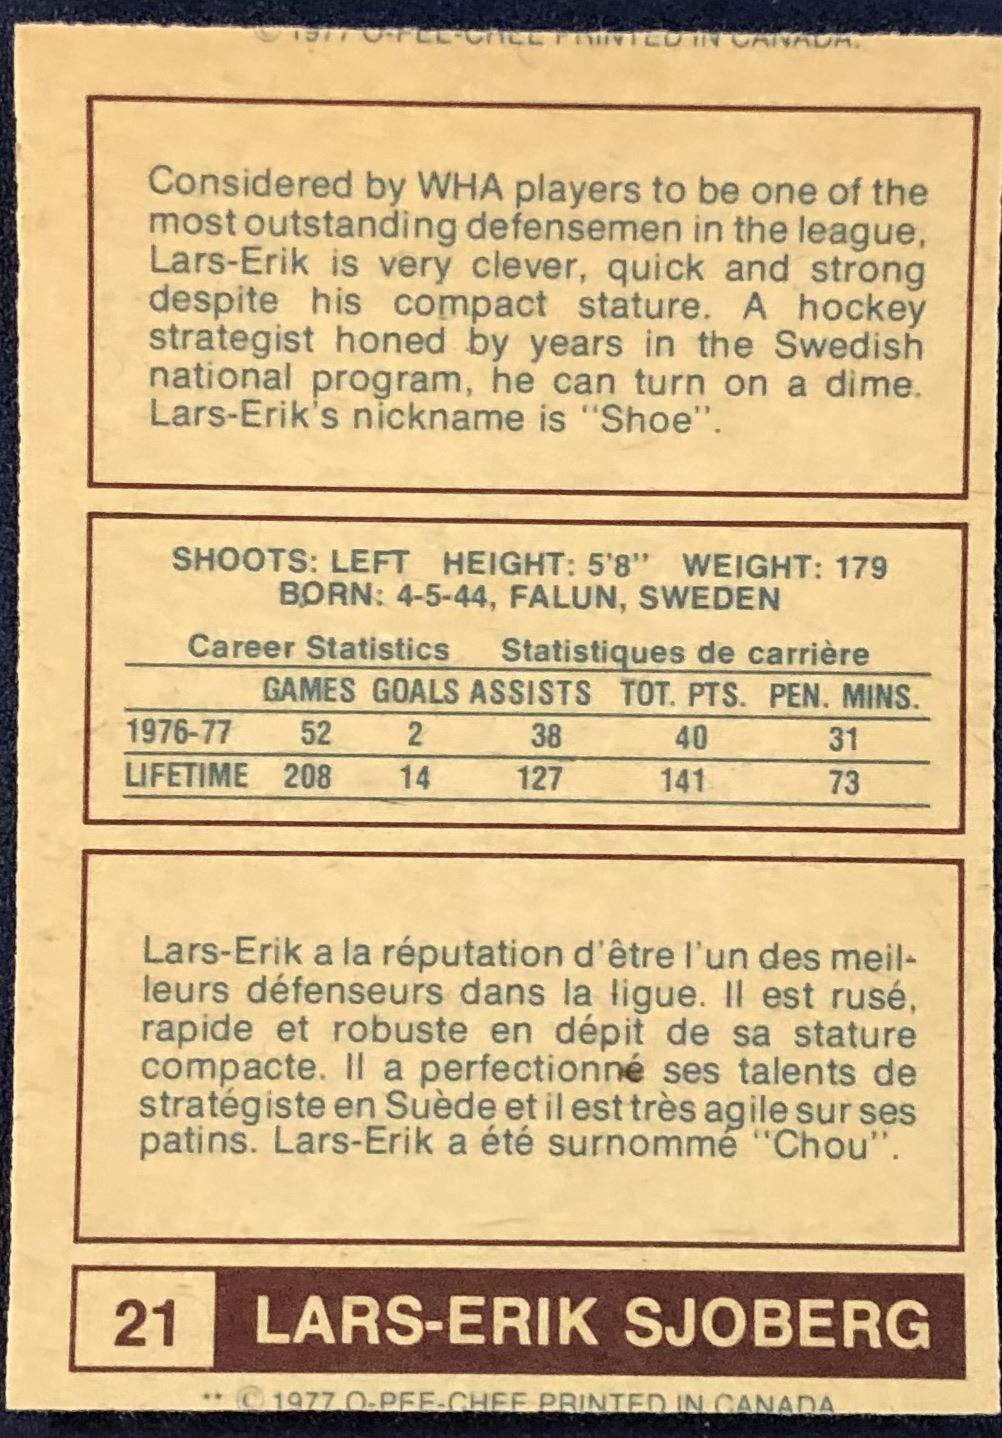 © 1977 O-PEE-CHEE PRINTED IN CANADA.
Considered by WHA players to be one of the
most outstanding defensemen in the league,
Lars-Erik is very clever, quick and strong
despite his compact stature. A hockey
strategist honed by years in the Swedish
national program, he can turn on a dime.
Lars-Erik's nickname is "Shoe".
SHOOTS: LEFT HEIGHT: 5'8" WEIGHT: 179
BORN: 4-5-44, FALUN, SWEDEN
Career Statistics Statistiques de carrière
GAMES GOALS ASSISTS TOT. PTS. PEN. MINS.
1976-77 52 2 38 40 31
LIFETIME 208 14 127 141 73
Lars-Erik a la réputation d'être l'un des meil-
leurs défenseurs dans la ligue. Il est rusé,
rapide et robuste en dépit de sa stature
compacte. Il a perfectionné ses talents de
stratégiste en Suède et il est très agile sur ses
patins. Lars-Erik a été surnommé "Chou".
21 LARS-ERIK SJOBERG
** © 1977 O-PEE-CHEE PRINTED IN CANADA